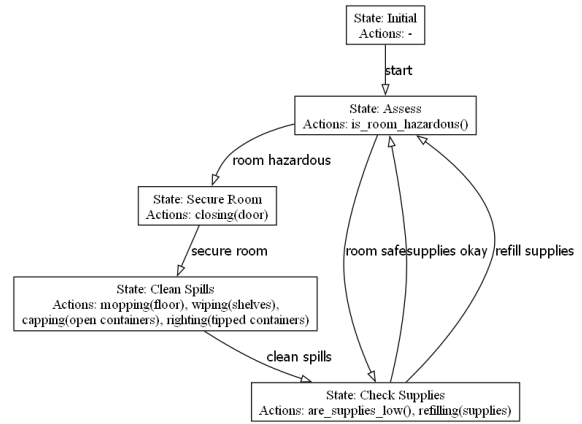 State: Initial
Actions: -
start
State: Assess
Actions: is_room_hazardous()
room hazardous
State: Secure Room
Actions: closing(door)
secure room
room safe
supplies okay
refill supplies
State: Clean Spills
Actions: mopping(floor), wiping(shelves),
capping(open containers), righting(tipped containers)
clean spills
State: Check Supplies
Actions: are_supplies_low(), refilling(supplies)